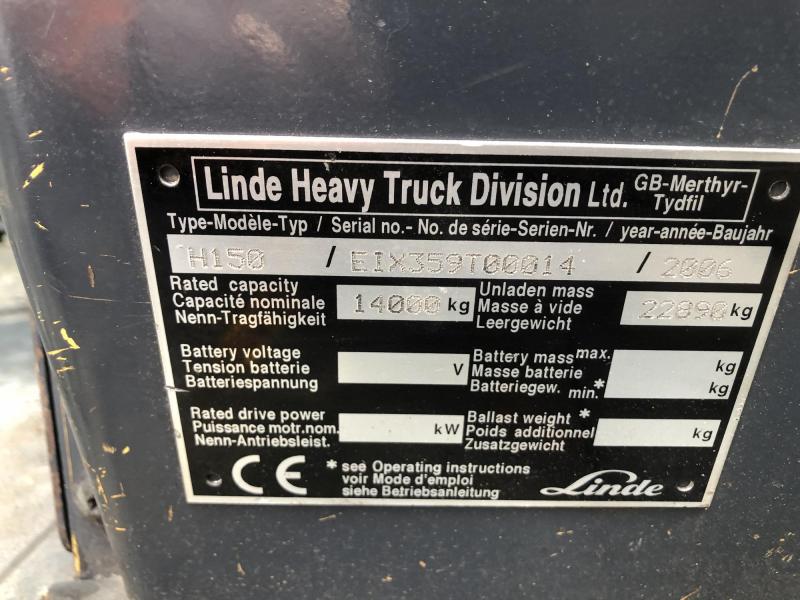 Linde Heavy Truck Division Ltd. GB-Merthyr-Tydfil
Type-Modèle-Typ / Serial no.- No. de série-Serien-Nr. / year-année-Baujahr
H150 / EIX359T00014 / 2006
Rated capacity
Capacité nominale
Nenn-Tragfähigkeit
14000 kg
Unladen mass
Masse à vide
Leergewicht
22890 kg
Battery voltage
Tension batterie
Batteriespannung
V
Battery mass max. kg
Masse batterie
Batteriegew. min.* kg
Rated drive power
Puissance motr.nom.
Nenn-Antriebsleist.
kW
Ballast weight *
Poids additionnel
Zusatzgewicht
kg
CE
* see Operating instructions
voir Mode d'emploi
siehe Betriebsanleitung
Linde